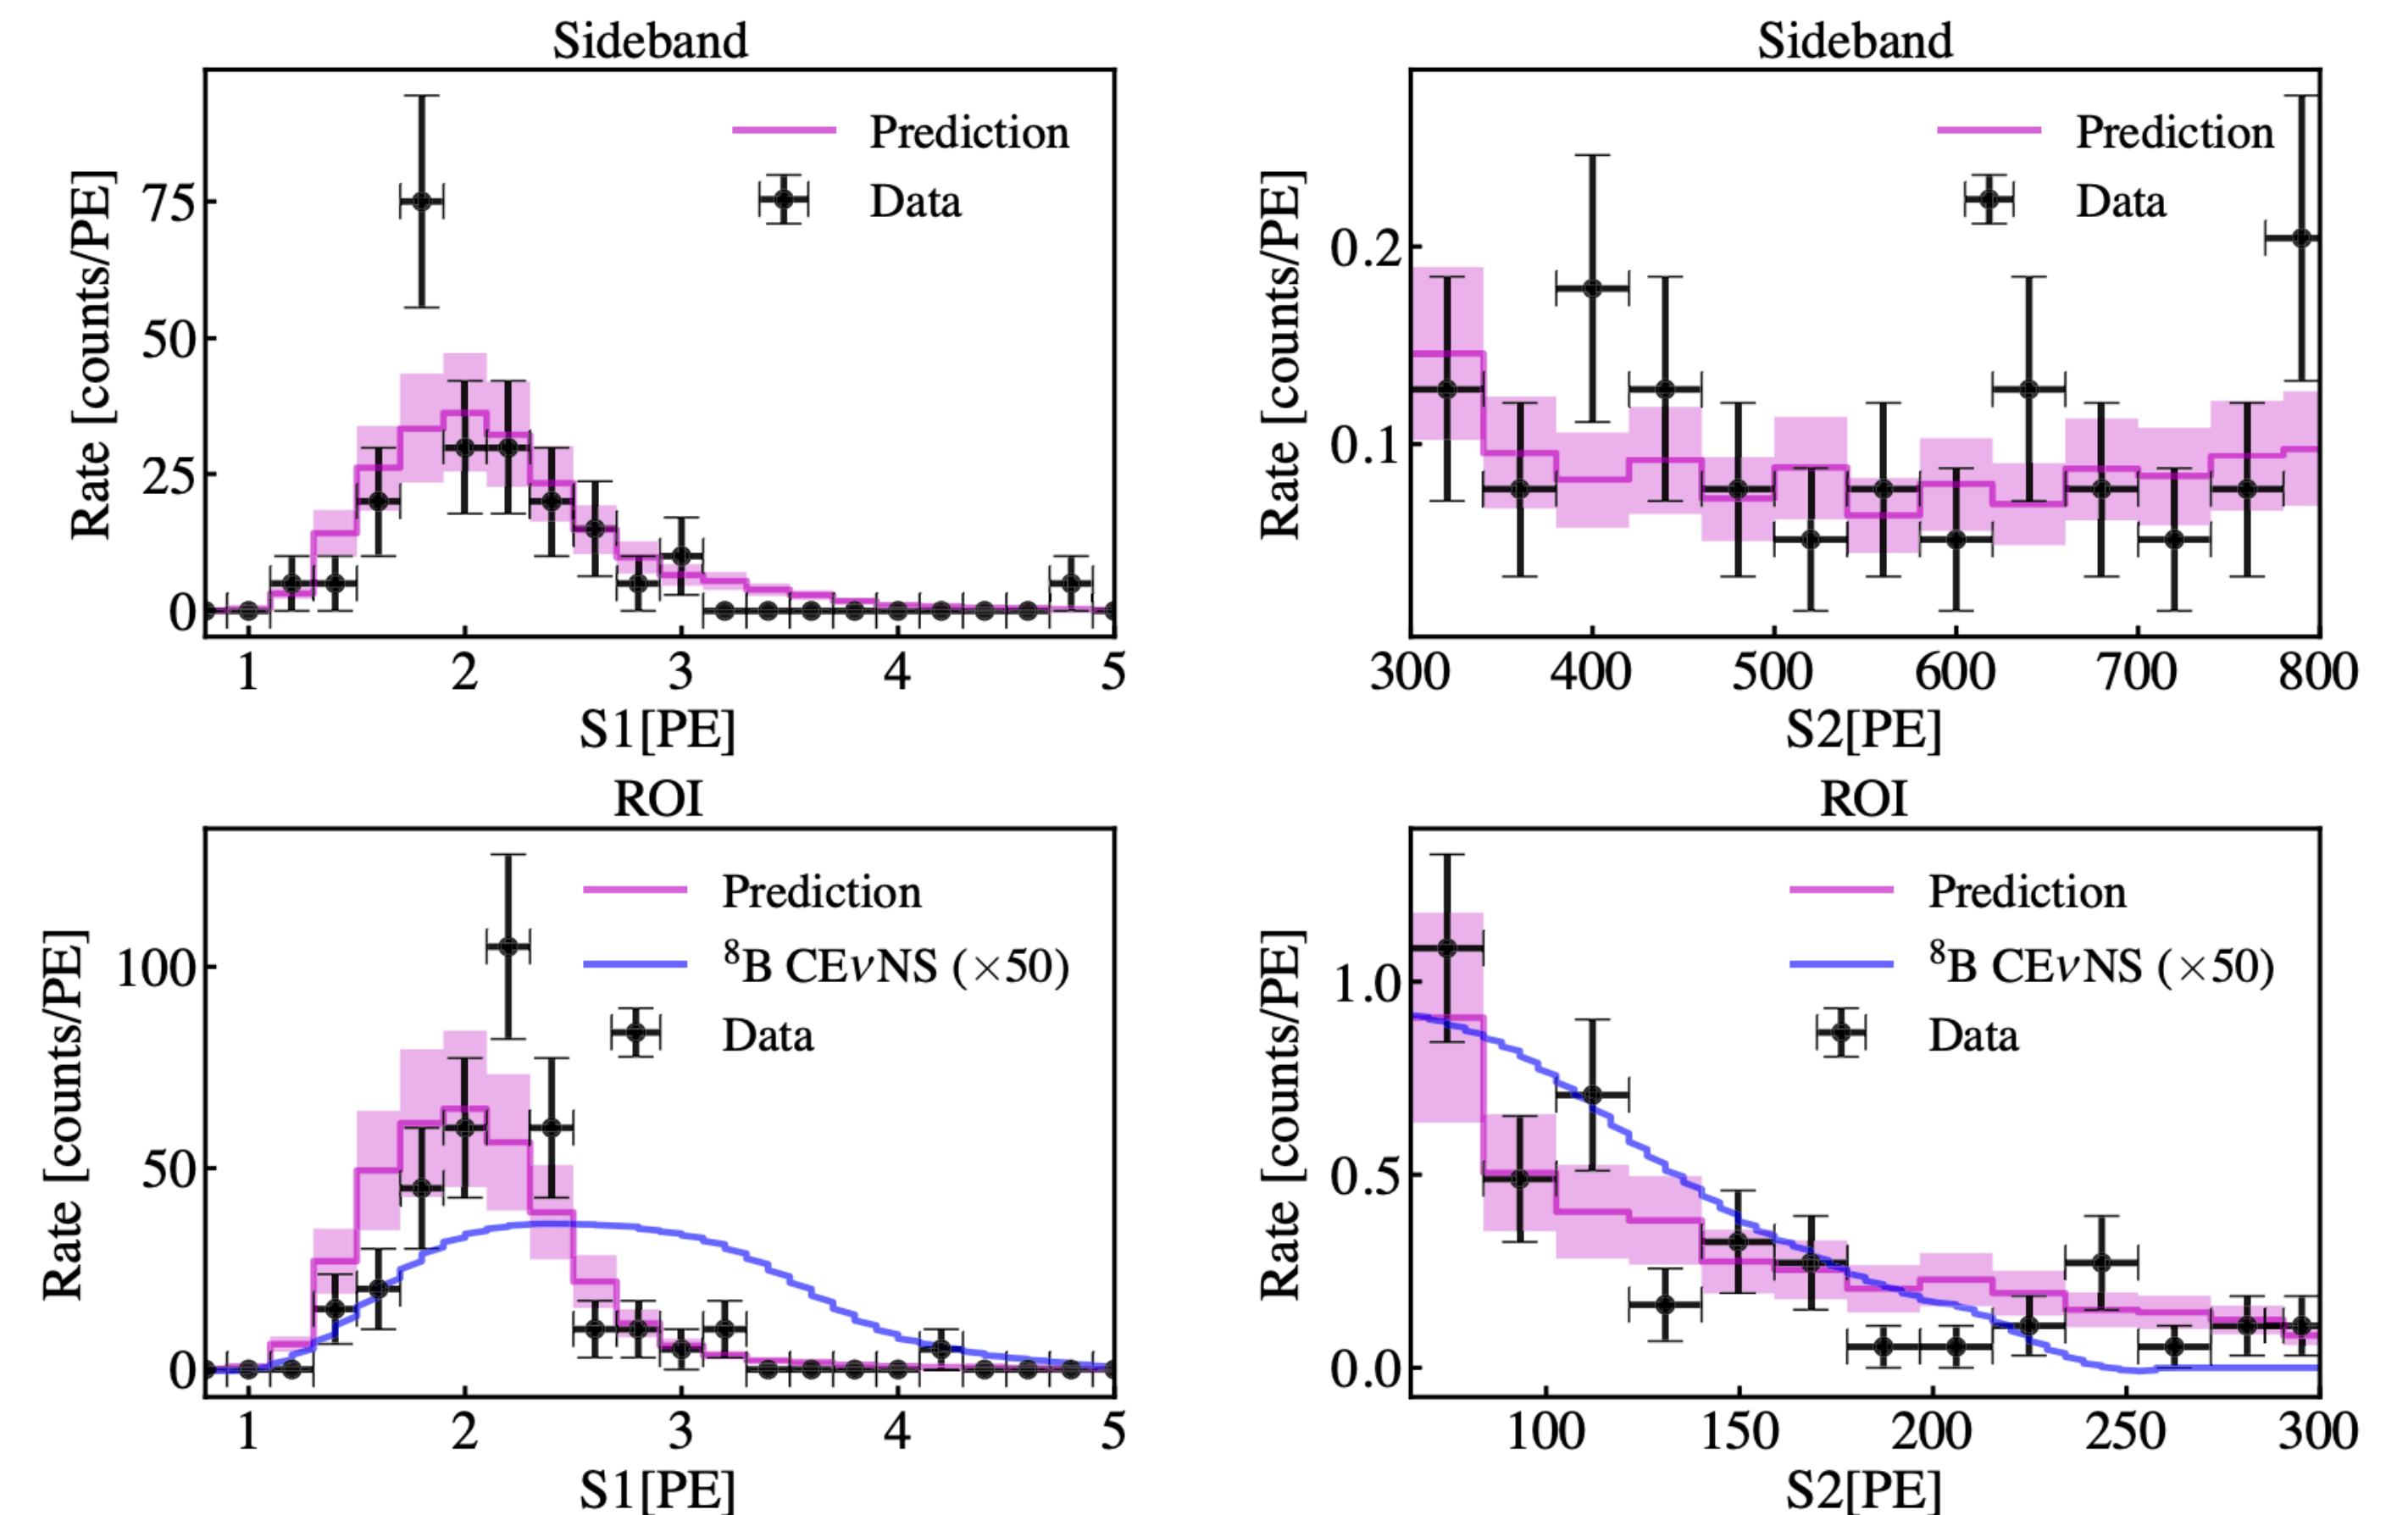 Sideband
Rate [counts/PE]
75
50
25
0
Prediction
Data
1 2 3 4 5
S1[PE]
Sideband
Rate [counts/PE]
0.2
0.1
Prediction
Data
300 400 500 600 700 800
S2[PE]
ROI
Rate [counts/PE]
100
50
0
Prediction
⁸B CEνNS (×50)
Data
1 2 3 4 5
S1[PE]
ROI
Rate [counts/PE]
1.0
0.5
0.0
Prediction
⁸B CEνNS (×50)
Data
100 150 200 250 300
S2[PE]